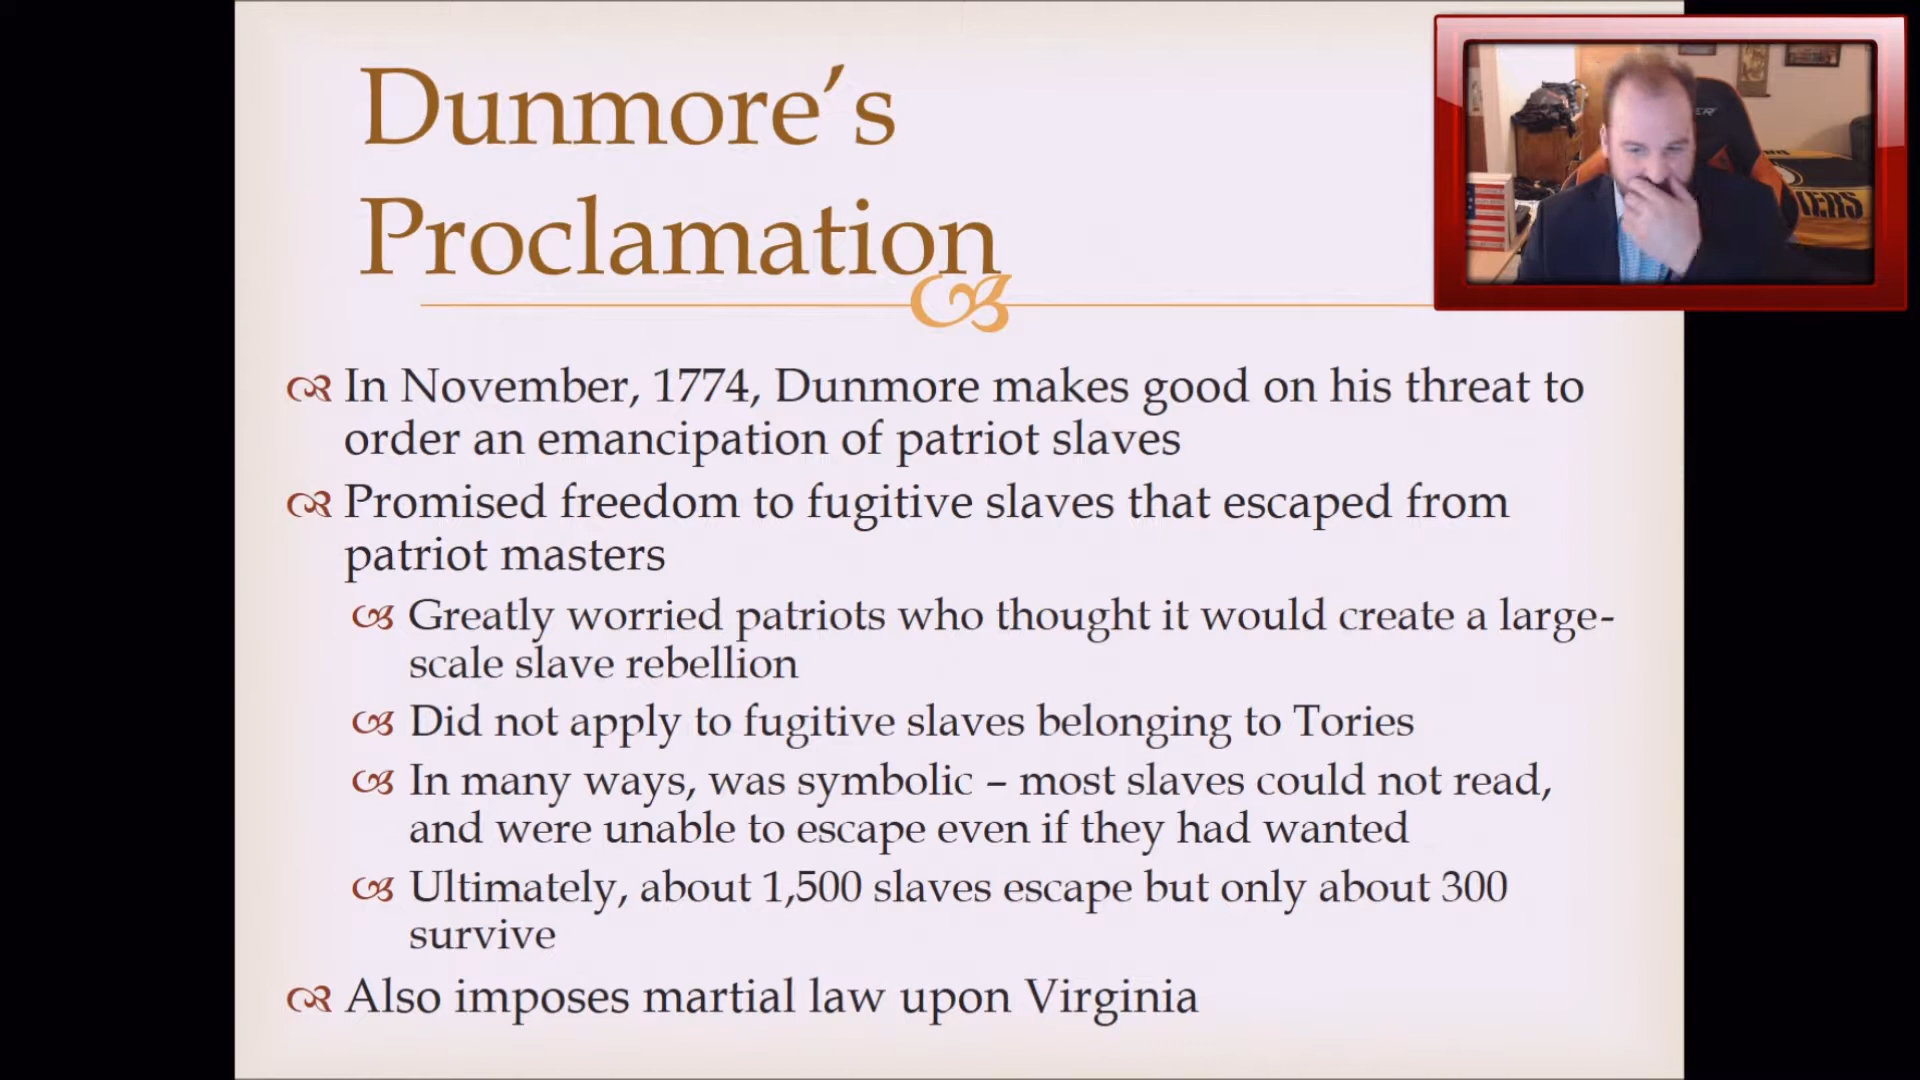 Dunmore's
Proclamation
In November, 1774, Dunmore makes good on his threat to
order an emancipation of patriot slaves
Promised freedom to fugitive slaves that escaped from
patriot masters
Greatly worried patriots who thought it would create a large-
scale slave rebellion
Did not apply to fugitive slaves belonging to Tories
In many ways, was symbolic – most slaves could not read,
and were unable to escape even if they had wanted
Ultimately, about 1,500 slaves escape but only about 300
survive
Also imposes martial law upon Virginia